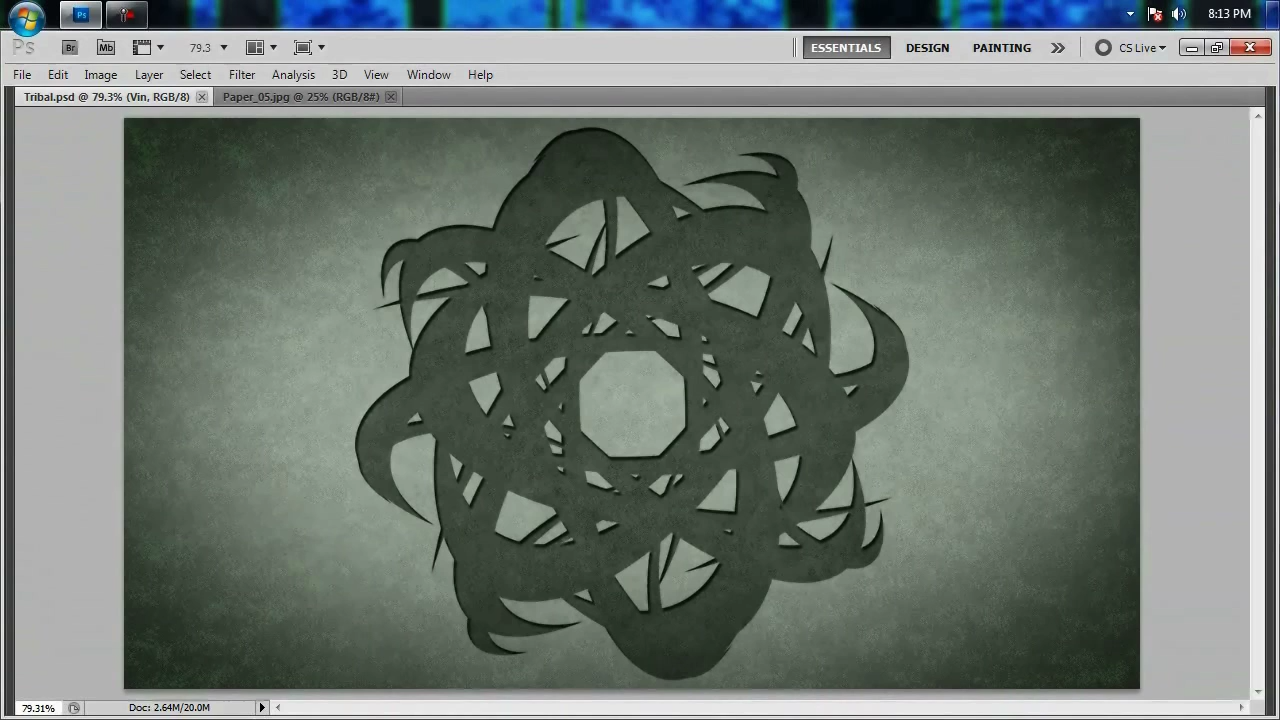 Ps
8:13 PM
Ps
Br
Mb
79.3
ESSENTIALS
DESIGN
PAINTING
CS Live
File Edit Image Layer Select Filter Analysis 3D View Window Help
Tribal.psd @ 79.3% (Vin, RGB/8)
Paper_05.jpg @ 25% (RGB/8#)
79.31%
Doc: 2.64M/20.0M